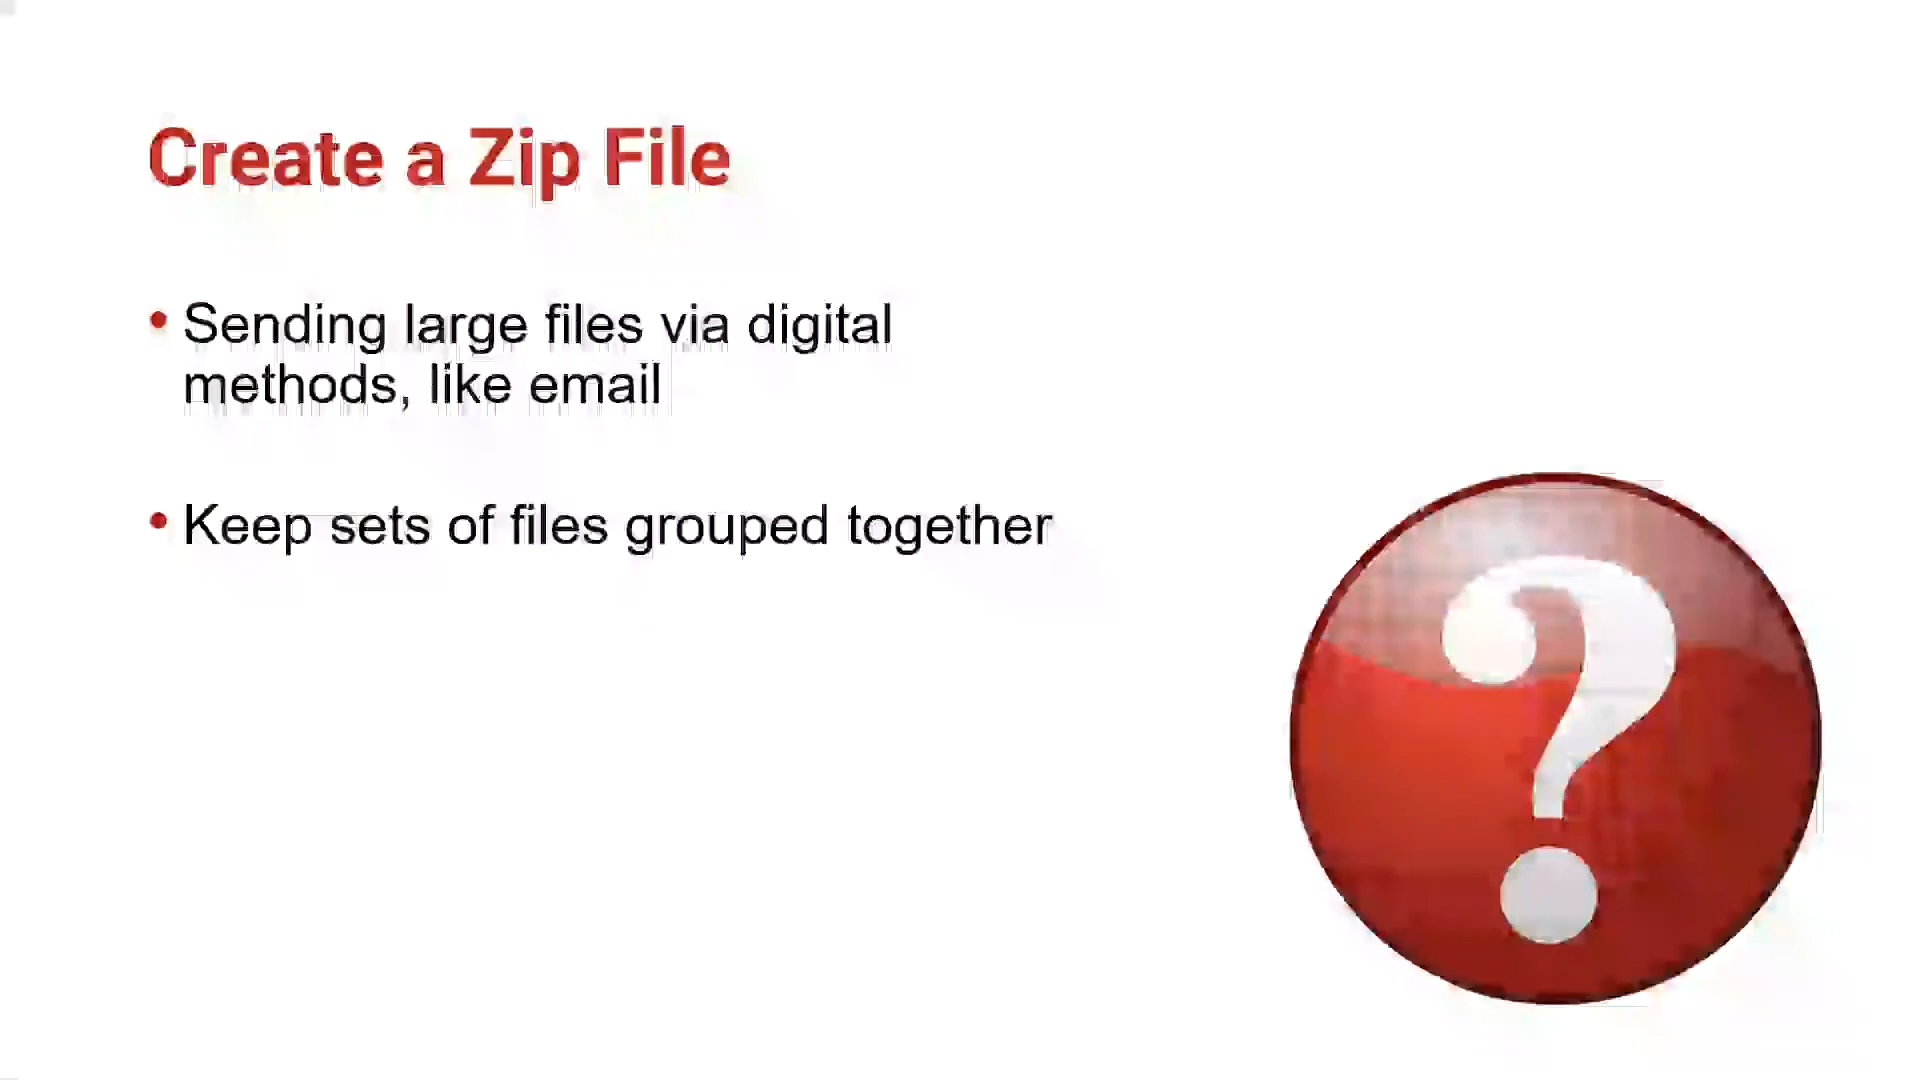 Create a Zip File
• Sending large files via digital
methods, like email
• Keep sets of files grouped together
?